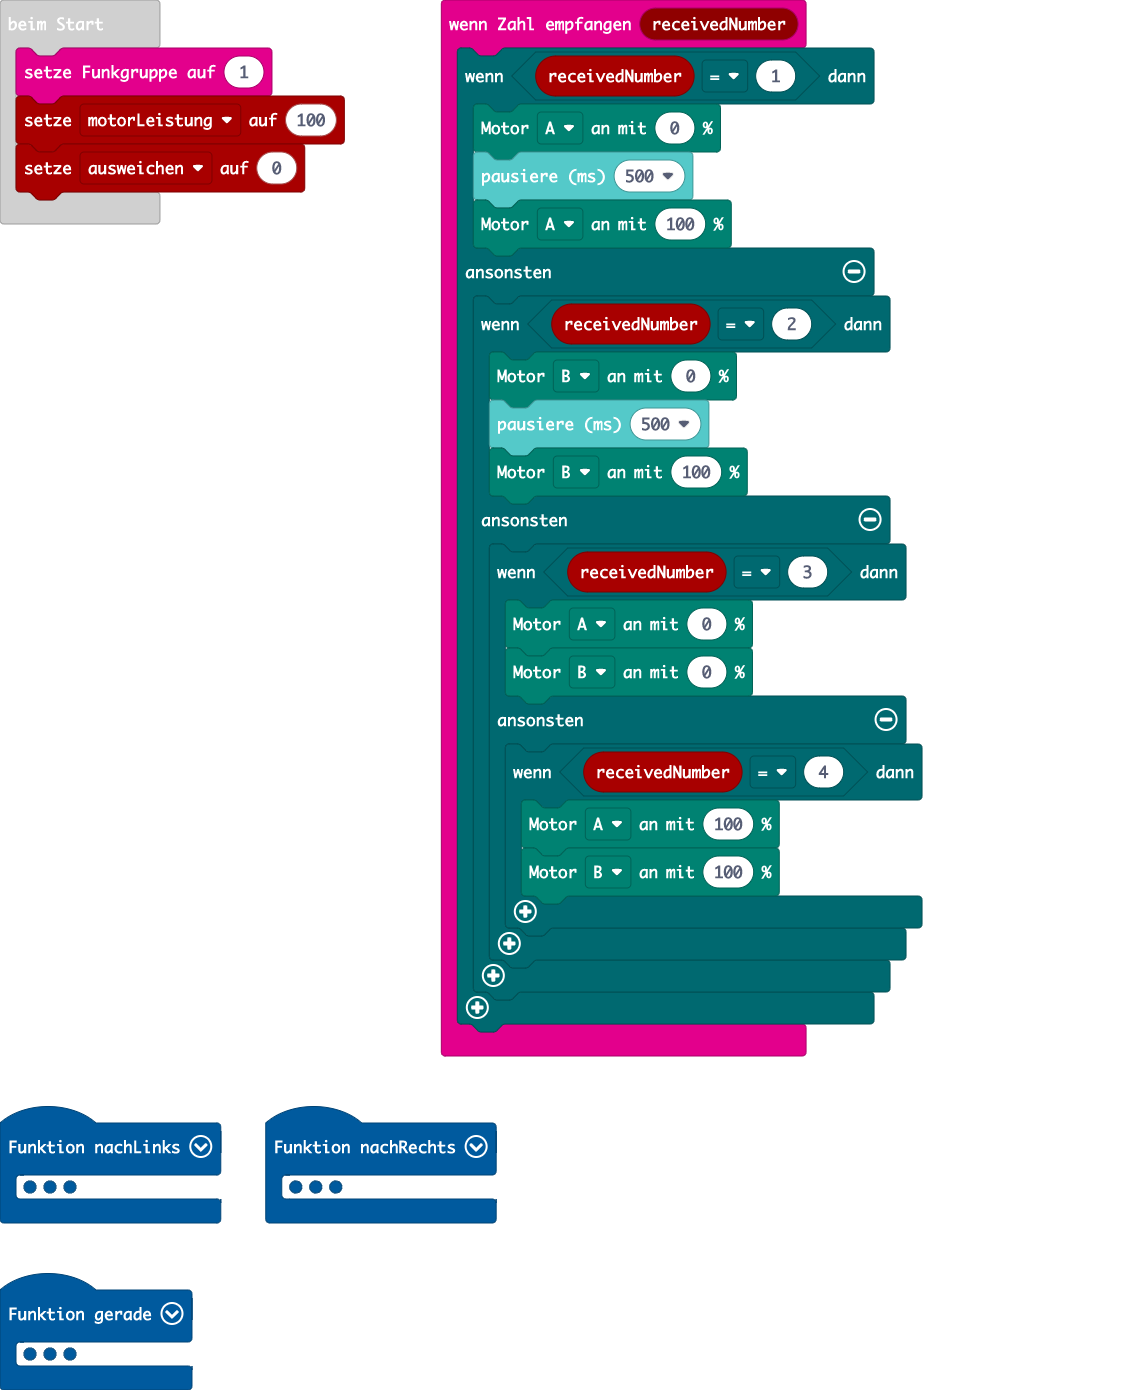 beim Start
setze Funkgruppe auf 1
setze motorLeistung auf 100
setze ausweichen auf 0
wenn Zahl empfangen receivedNumber
wenn receivedNumber = 1 dann
Motor A an mit 0 %
pausiere (ms) 500
Motor A an mit 100 %
ansonsten
wenn receivedNumber = 2 dann
Motor B an mit 0 %
pausiere (ms) 500
Motor B an mit 100 %
ansonsten
wenn receivedNumber = 3 dann
Motor A an mit 0 %
Motor B an mit 0 %
ansonsten
wenn receivedNumber = 4 dann
Motor A an mit 100 %
Motor B an mit 100 %
Funktion nachLinks
Funktion nachRechts
Funktion gerade